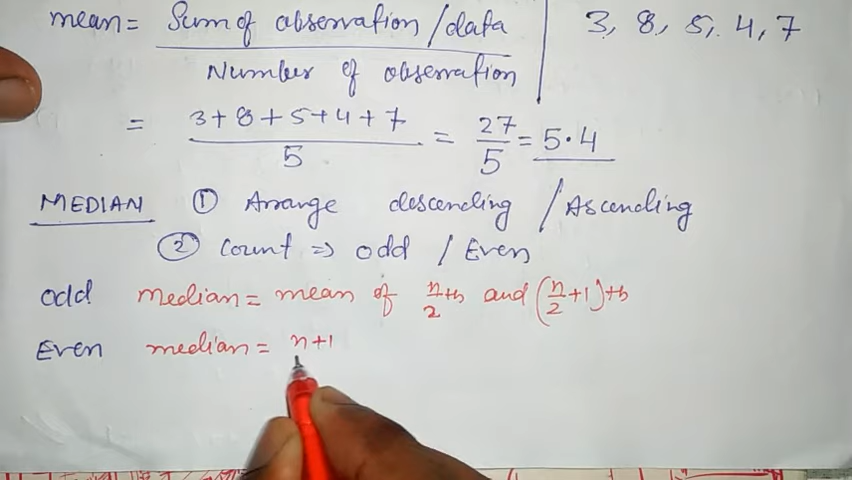 mean = Sum of observation / data
Number of observation
3, 8, 5, 4, 7
= 3+8+5+4+7 / 5 = 27 / 5 = 5.4
MEDIAN ① Arrange descending / Ascending
② Count ⇒ odd / Even
odd median = mean of n/2 th and (n/2 +1) th
Even median = n+1